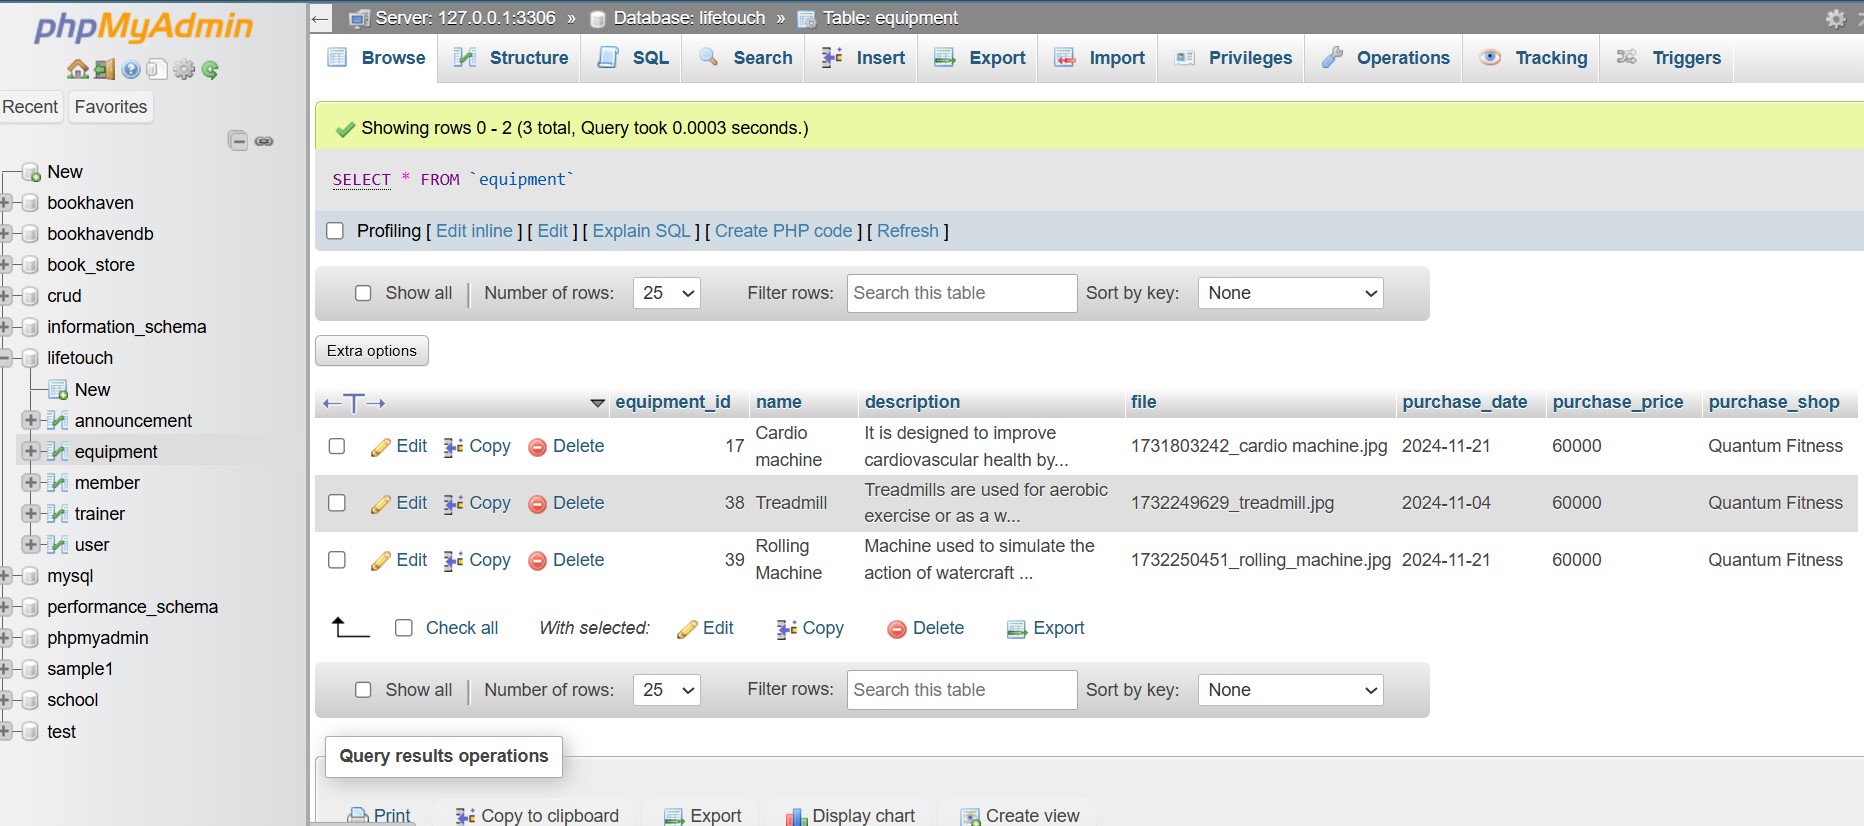 phpMyAdmin
Recent Favorites
New
bookhaven
bookhavendb
book_store
crud
information_schema
lifetouch
New
announcement
equipment
member
trainer
user
mysql
performance_schema
phpmyadmin
sample1
school
test
Server: 127.0.0.1:3306 » Database: lifetouch » Table: equipment
Browse Structure SQL Search Insert Export Import Privileges Operations Tracking Triggers
Showing rows 0 - 2 (3 total, Query took 0.0003 seconds.)
SELECT * FROM `equipment`
Profiling [ Edit inline ] [ Edit ] [ Explain SQL ] [ Create PHP code ] [ Refresh ]
Show all | Number of rows: 25 Filter rows: Search this table Sort by key: None
Extra options
←T→ equipment_id name description file purchase_date purchase_price purchase_shop
Edit Copy Delete 17 Cardio machine It is designed to improve cardiovascular health by... 1731803242_cardio machine.jpg 2024-11-21 60000 Quantum Fitness
Edit Copy Delete 38 Treadmill Treadmills are used for aerobic exercise or as a w... 1732249629_treadmill.jpg 2024-11-04 60000 Quantum Fitness
Edit Copy Delete 39 Rolling Machine Machine used to simulate the action of watercraft ... 1732250451_rolling_machine.jpg 2024-11-21 60000 Quantum Fitness
Check all With selected: Edit Copy Delete Export
Show all | Number of rows: 25 Filter rows: Search this table Sort by key: None
Query results operations
Print Copy to clipboard Export Display chart Create view